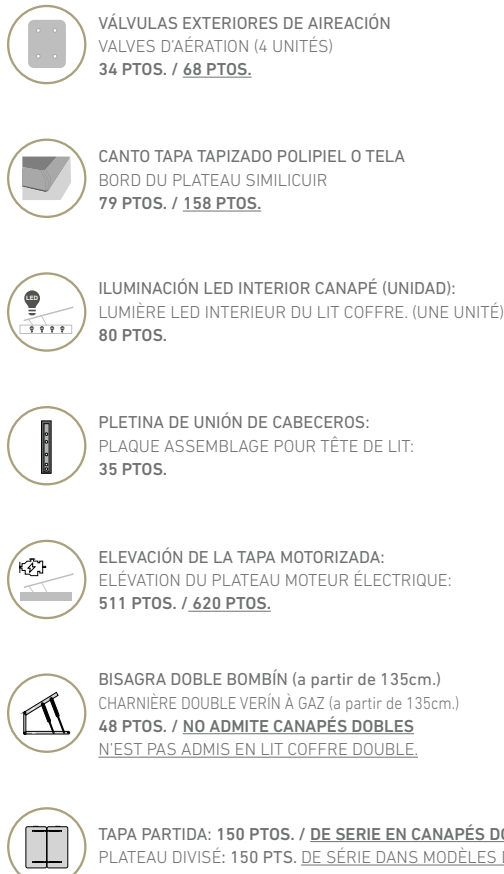 VÁLVULAS EXTERIORES DE AIREACIÓN
VALVES D'AÉRATION (4 UNITÉS)
34 PTOS. / 68 PTOS.
CANTO TAPA TAPIZADO POLIPIEL O TELA
BORD DU PLATEAU SIMILICUIR
79 PTOS. / 158 PTOS.
LED
ILUMINACIÓN LED INTERIOR CANAPÉ (UNIDAD):
LUMIÈRE LED INTERIEUR DU LIT COFFRE. (UNE UNITÉ)
80 PTOS.
PLETINA DE UNIÓN DE CABECEROS:
PLAQUE ASSEMBLAGE POUR TÊTE DE LIT:
35 PTOS.
ELEVACIÓN DE LA TAPA MOTORIZADA:
ELÉVATION DU PLATEAU MOTEUR ÉLECTRIQUE:
511 PTOS. / 620 PTOS.
BISAGRA DOBLE BOMBÍN (a partir de 135cm.)
CHARNIÈRE DOUBLE VERÍN À GAZ (a partir de 135cm.)
48 PTOS. / NO ADMITE CANAPÉS DOBLES
N'EST PAS ADMIS EN LIT COFFRE DOUBLE.
TAPA PARTIDA: 150 PTOS. / DE SERIE EN CANAPÉS
PLATEAU DIVISÉ: 150 PTS. DE SÉRIE DANS MODÈLES